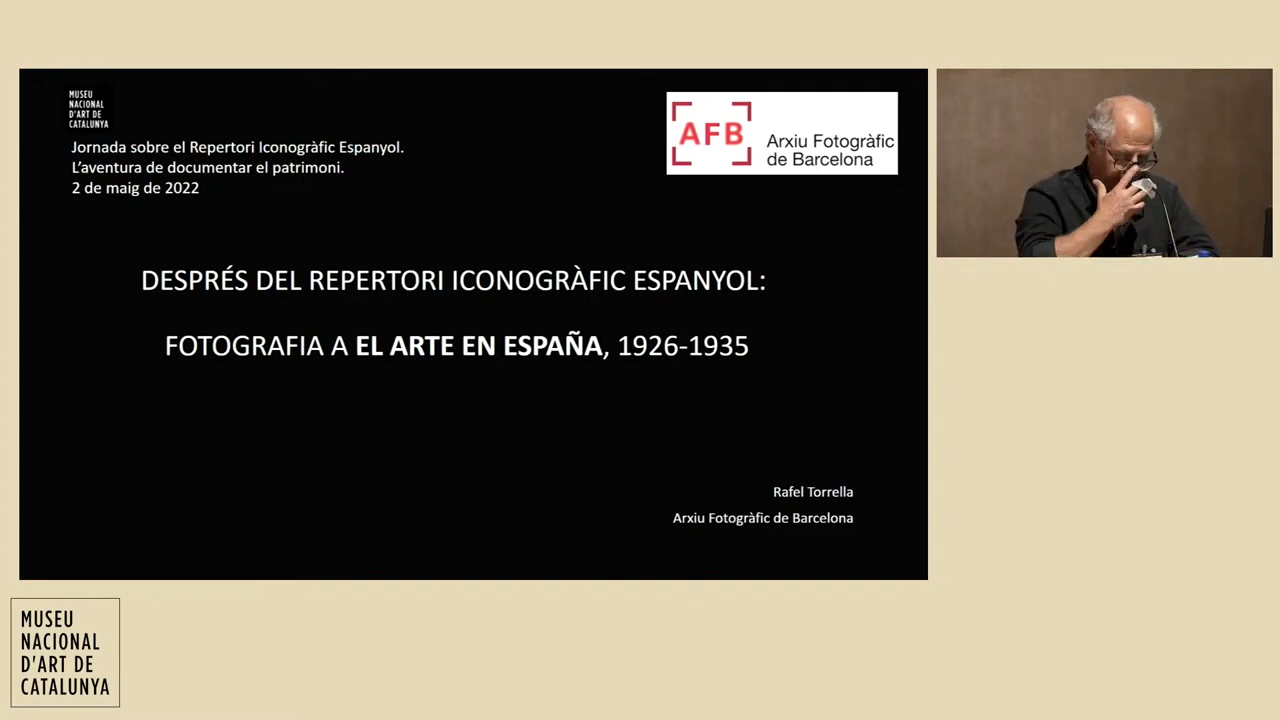 MUSEU
NACIONAL
D'ART DE
CATALUNYA
Jornada sobre el Repertori Iconogràfic Espanyol.
L'aventura de documentar el patrimoni.
2 de maig de 2022
AFB
Arxiu Fotogràfic
de Barcelona
DESPRÉS DEL REPERTORI ICONOGRÀFIC ESPANYOL:
FOTOGRAFIA A EL ARTE EN ESPAÑA, 1926-1935
Rafel Torrella
Arxiu Fotogràfic de Barcelona
MUSEU
NACIONAL
D'ART DE
CATALUNYA